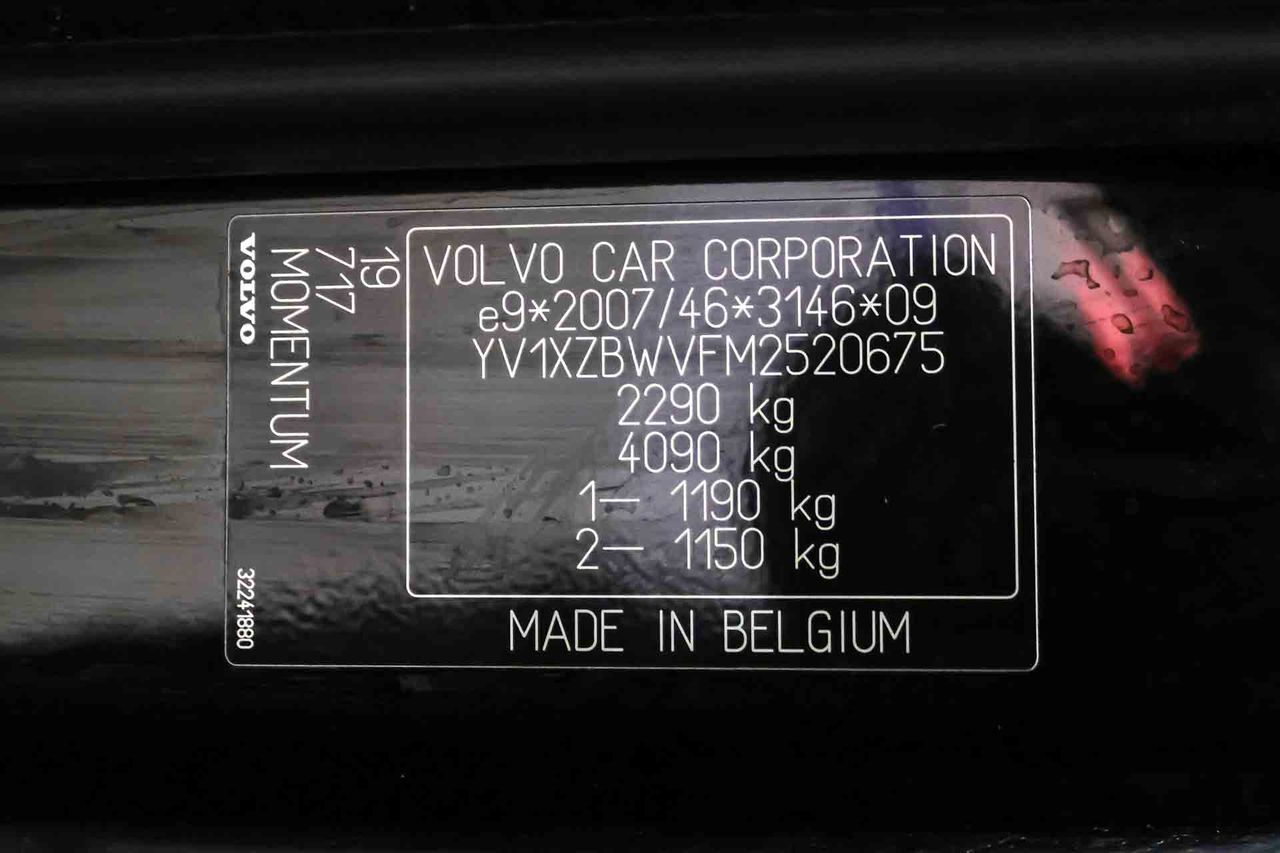 VOLVO
MOMENTUM
717
19
32241880
VOLVO CAR CORPORATION
e9*2007/46*3146*09
YV1XZBWVFM2520675
2290 kg
4090 kg
1— 1190 kg
2— 1150 kg
MADE IN BELGIUM